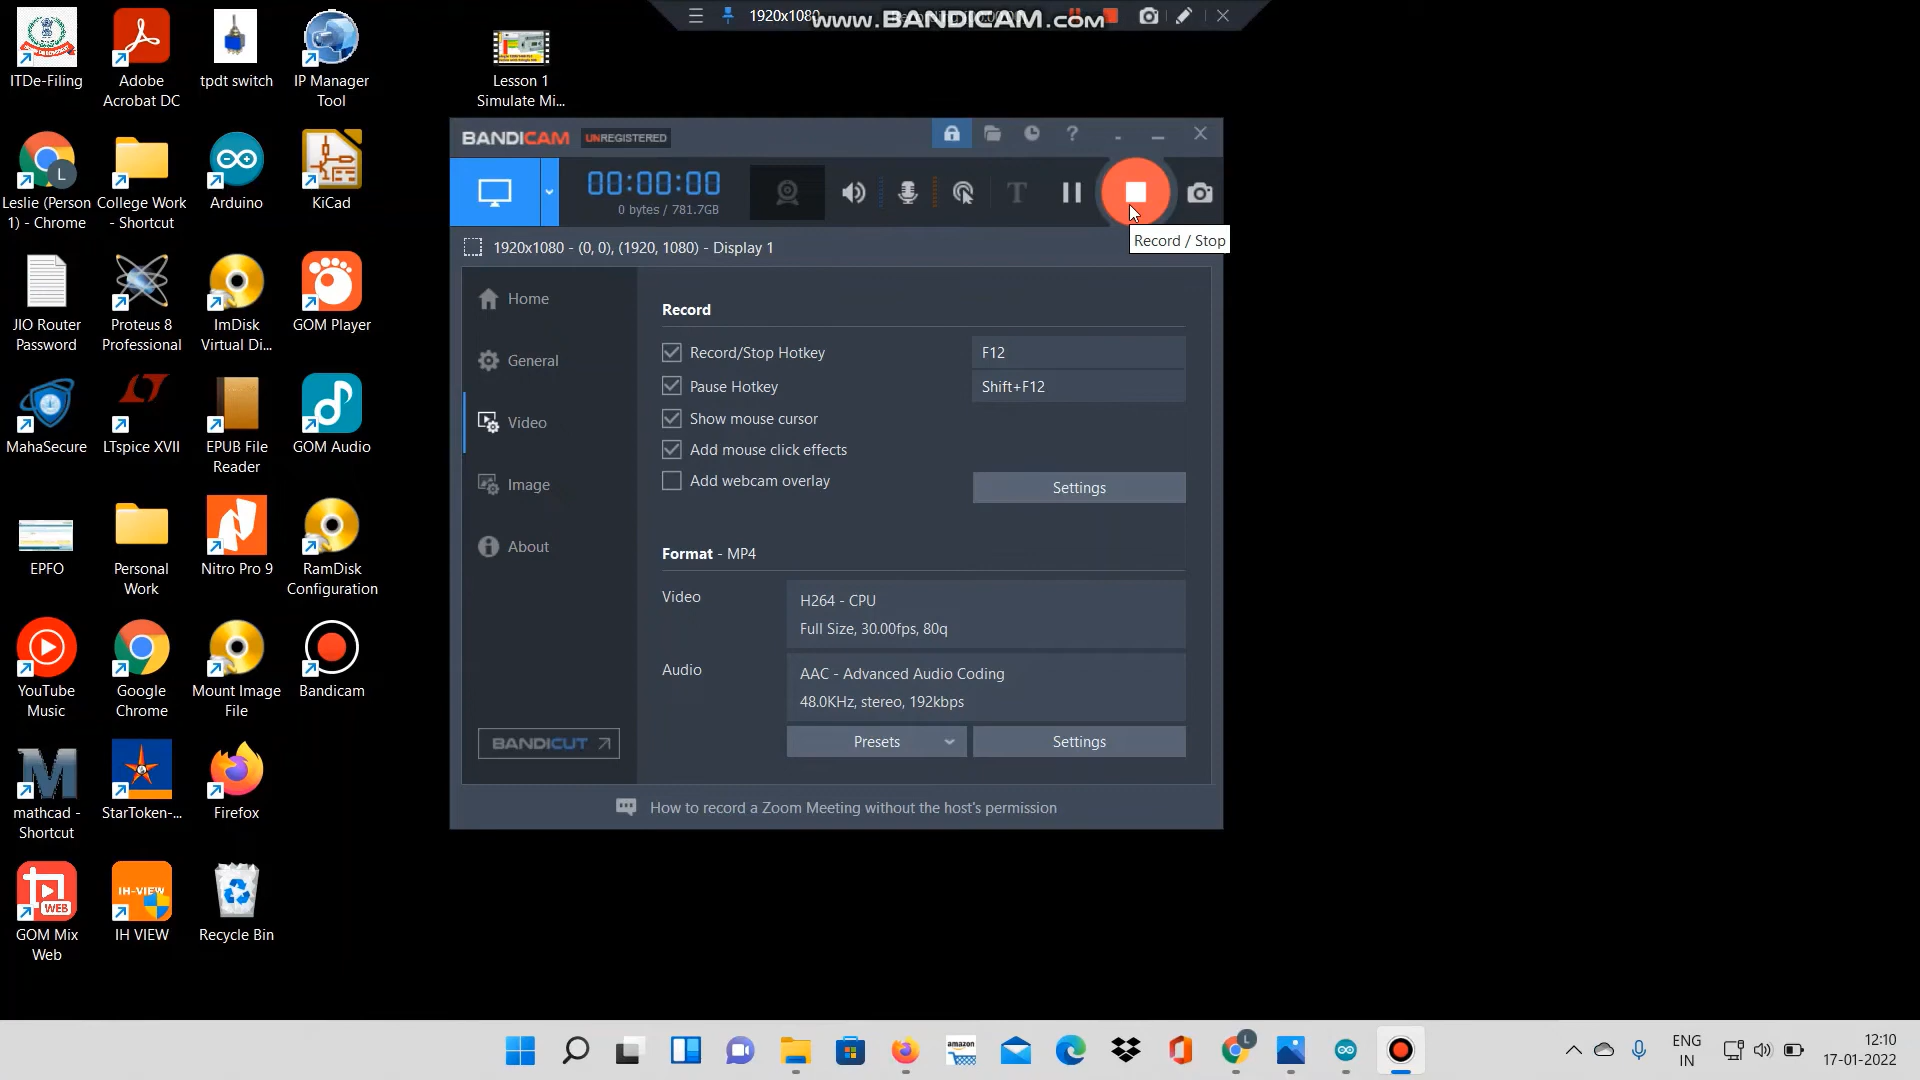 1920x1080
www.BANDICAM.com
ITDe-Filing
Adobe
Acrobat DC
tpdt switch
IP Manager
Tool
Lesson 1
Simulate Mi...
Leslie (Person
1) - Chrome
L
College Work
- Shortcut
Arduino
KiCad
JIO Router
Password
Proteus 8
Professional
ImDisk
Virtual Di...
GOM Player
MahaSecure
LTspice XVII
EPUB File
Reader
GOM Audio
EPFO
Personal
Work
Nitro Pro 9
RamDisk
Configuration
YouTube
Music
Google
Chrome
Mount Image
File
Bandicam
mathcad -
Shortcut
StarToken-...
Firefox
WEB
GOM Mix
Web
IH-VIEW
IH VIEW
Recycle Bin
BANDICAM UNREGISTERED
?
00:00:00
0 bytes / 781.7GB
T
Record / Stop
1920x1080 - (0, 0), (1920, 1080) - Display 1
Home
General
Video
Image
About
BANDICUT
Record
Record/Stop Hotkey F12
Pause Hotkey Shift+F12
Show mouse cursor
Add mouse click effects
Add webcam overlay
Settings
Format - MP4
Video
H264 - CPU
Full Size, 30.00fps, 80q
Audio
AAC - Advanced Audio Coding
48.0KHz, stereo, 192kbps
Presets
Settings
How to record a Zoom Meeting without the host's permission
amazon
L
ENG
IN
12:10
17-01-2022